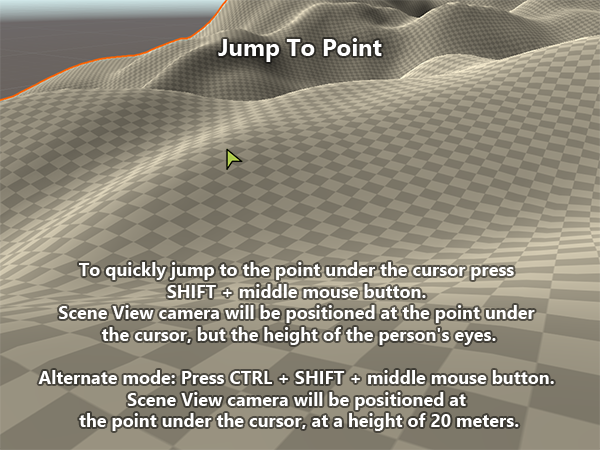 Jump To Point
To quickly jump to the point under the cursor press
SHIFT + middle mouse button.
Scene View camera will be positioned at the point under
the cursor, but the height of the person's eyes.
Alternate mode: Press CTRL + SHIFT + middle mouse button.
Scene View camera will be positioned at
the point under the cursor, at a height of 20 meters.